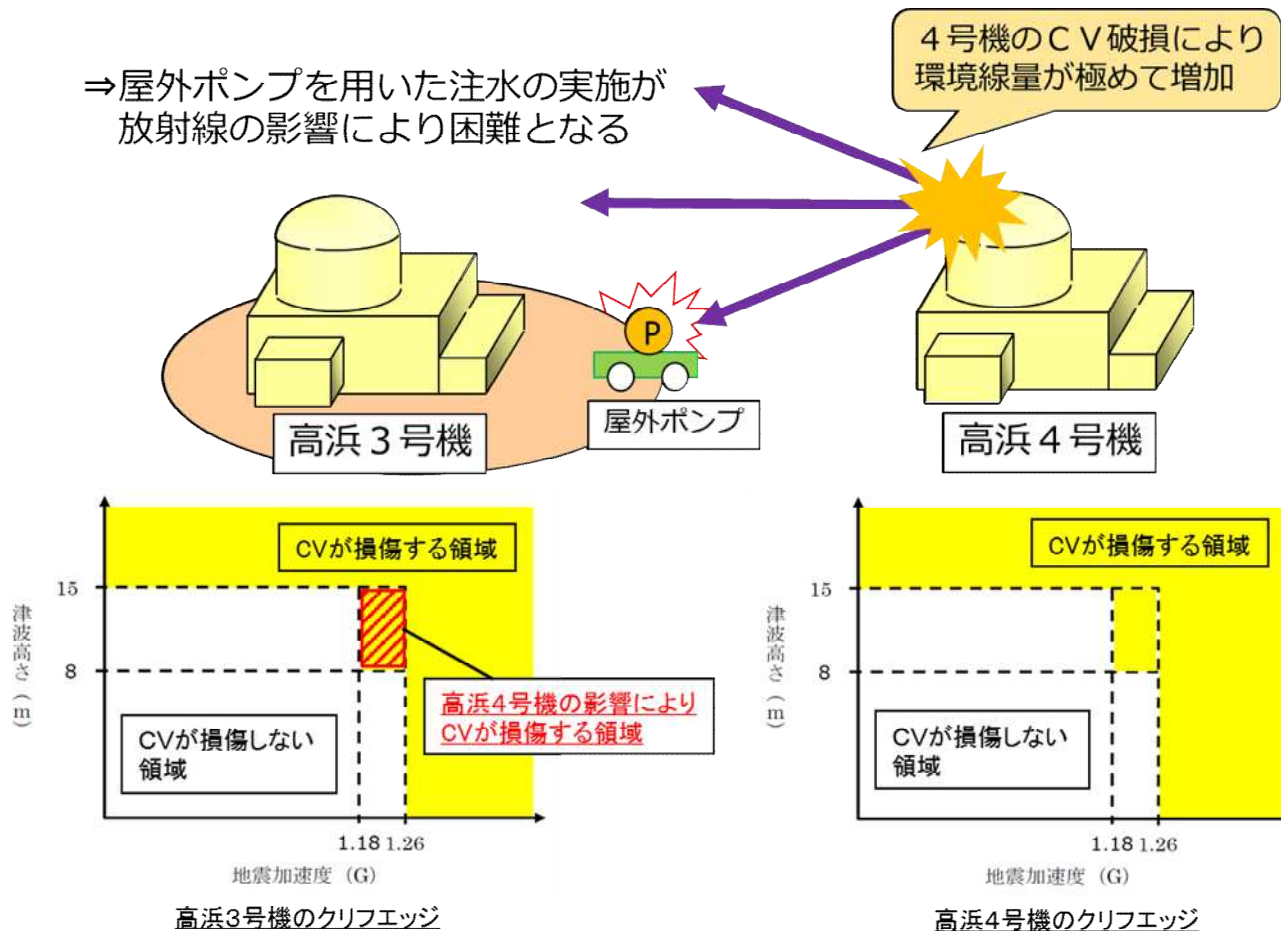 ⇒屋外ポンプを用いた注水の実施が
放射線の影響により困難となる
4号機のCV破損により
環境線量が極めて増加
P
屋外ポンプ
高浜3号機
高浜4号機
CVが損傷する領域
15
8
津波高さ(m)
高浜4号機の影響により
CVが損傷する領域
CVが損傷しない
領域
1.18 1.26
地震加速度 (G)
高浜3号機のクリフエッジ
CVが損傷する領域
15
8
津波高さ(m)
CVが損傷しない
領域
1.18 1.26
地震加速度 (G)
高浜4号機のクリフエッジ